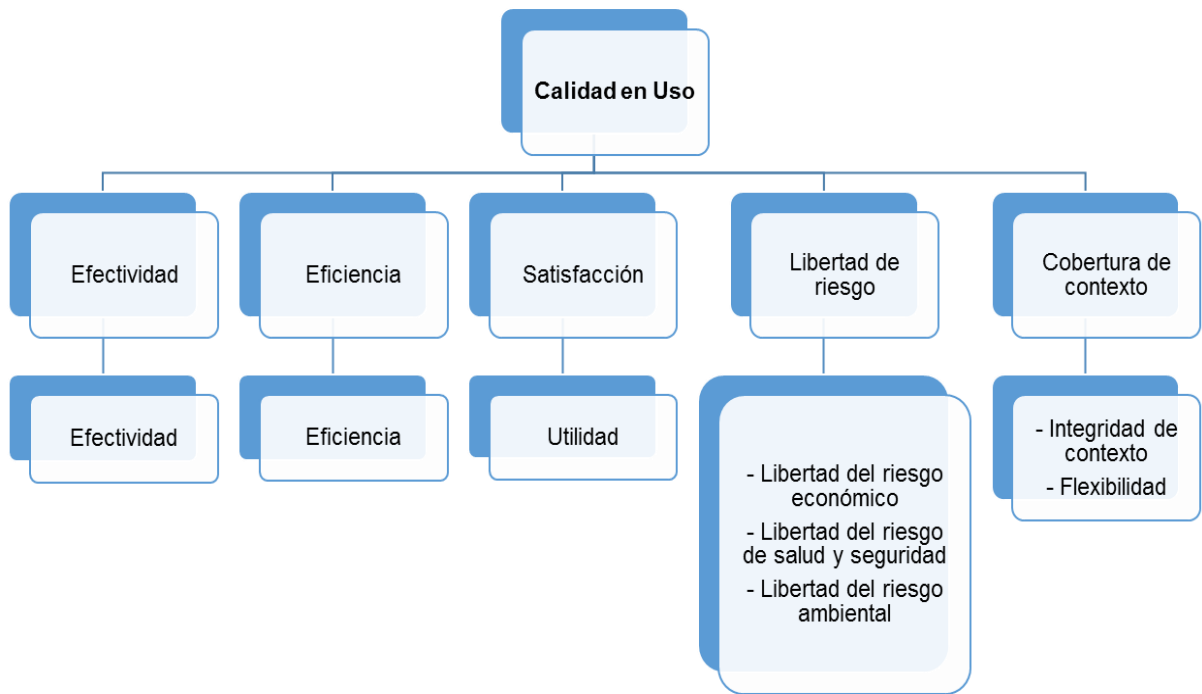 Calidad en Uso
Efectividad
Eficiencia
Satisfacción
Libertad de
riesgo
Cobertura de
contexto
Efectividad
Eficiencia
Utilidad
- Libertad del riesgo
económico
- Libertad del riesgo
de salud y seguridad
- Libertad del riesgo
ambiental
- Integridad de
contexto
- Flexibilidad